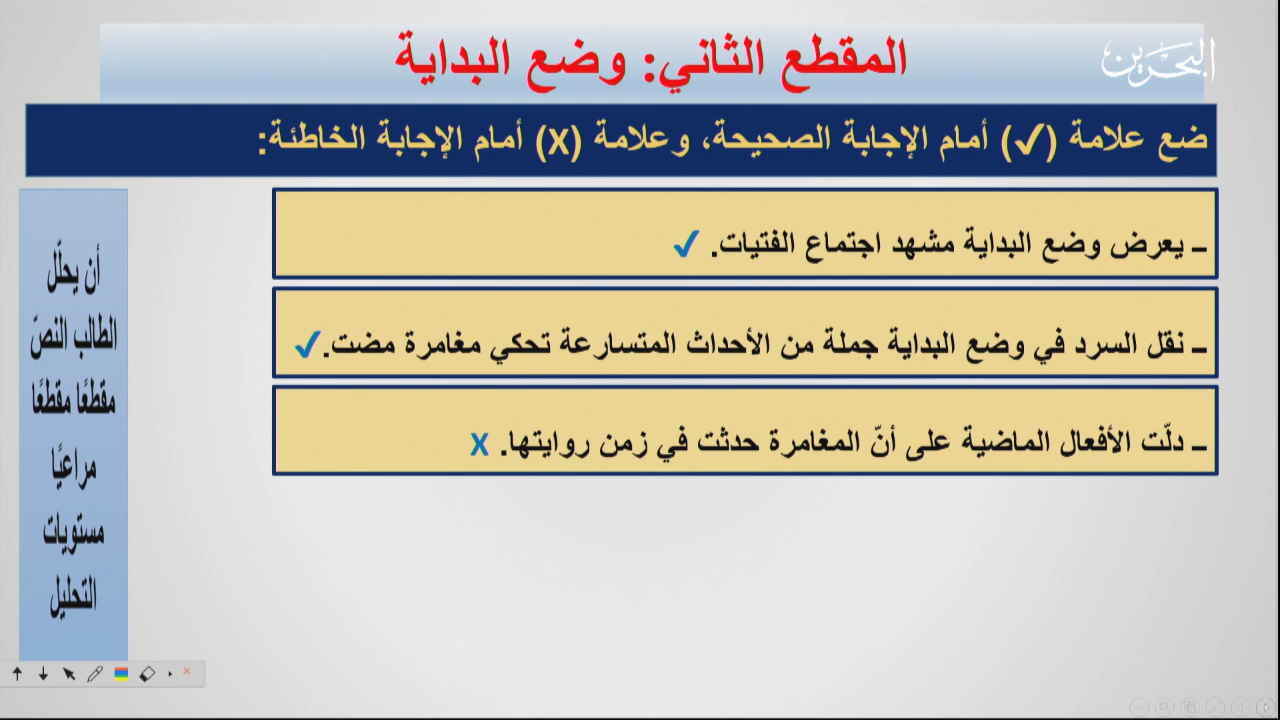 المقطع الثاني: وضع البداية
البحرين
ضع علامة (✓) أمام الإجابة الصحيحة، وعلامة (X) أمام الإجابة الخاطئة:
ـ يعرض وضع البداية مشهد اجتماع الفتيات. ✓
ـ نقل السرد في وضع البداية جملة من الأحداث المتسارعة تحكي مغامرة مضت. ✓
ـ دلّت الأفعال الماضية على أنّ المغامرة حدثت في زمن روايتها. X
أن يحلّل
الطالب النصّ
مقطعًا مقطعًا
مراعيًا
مستويات
التحليل